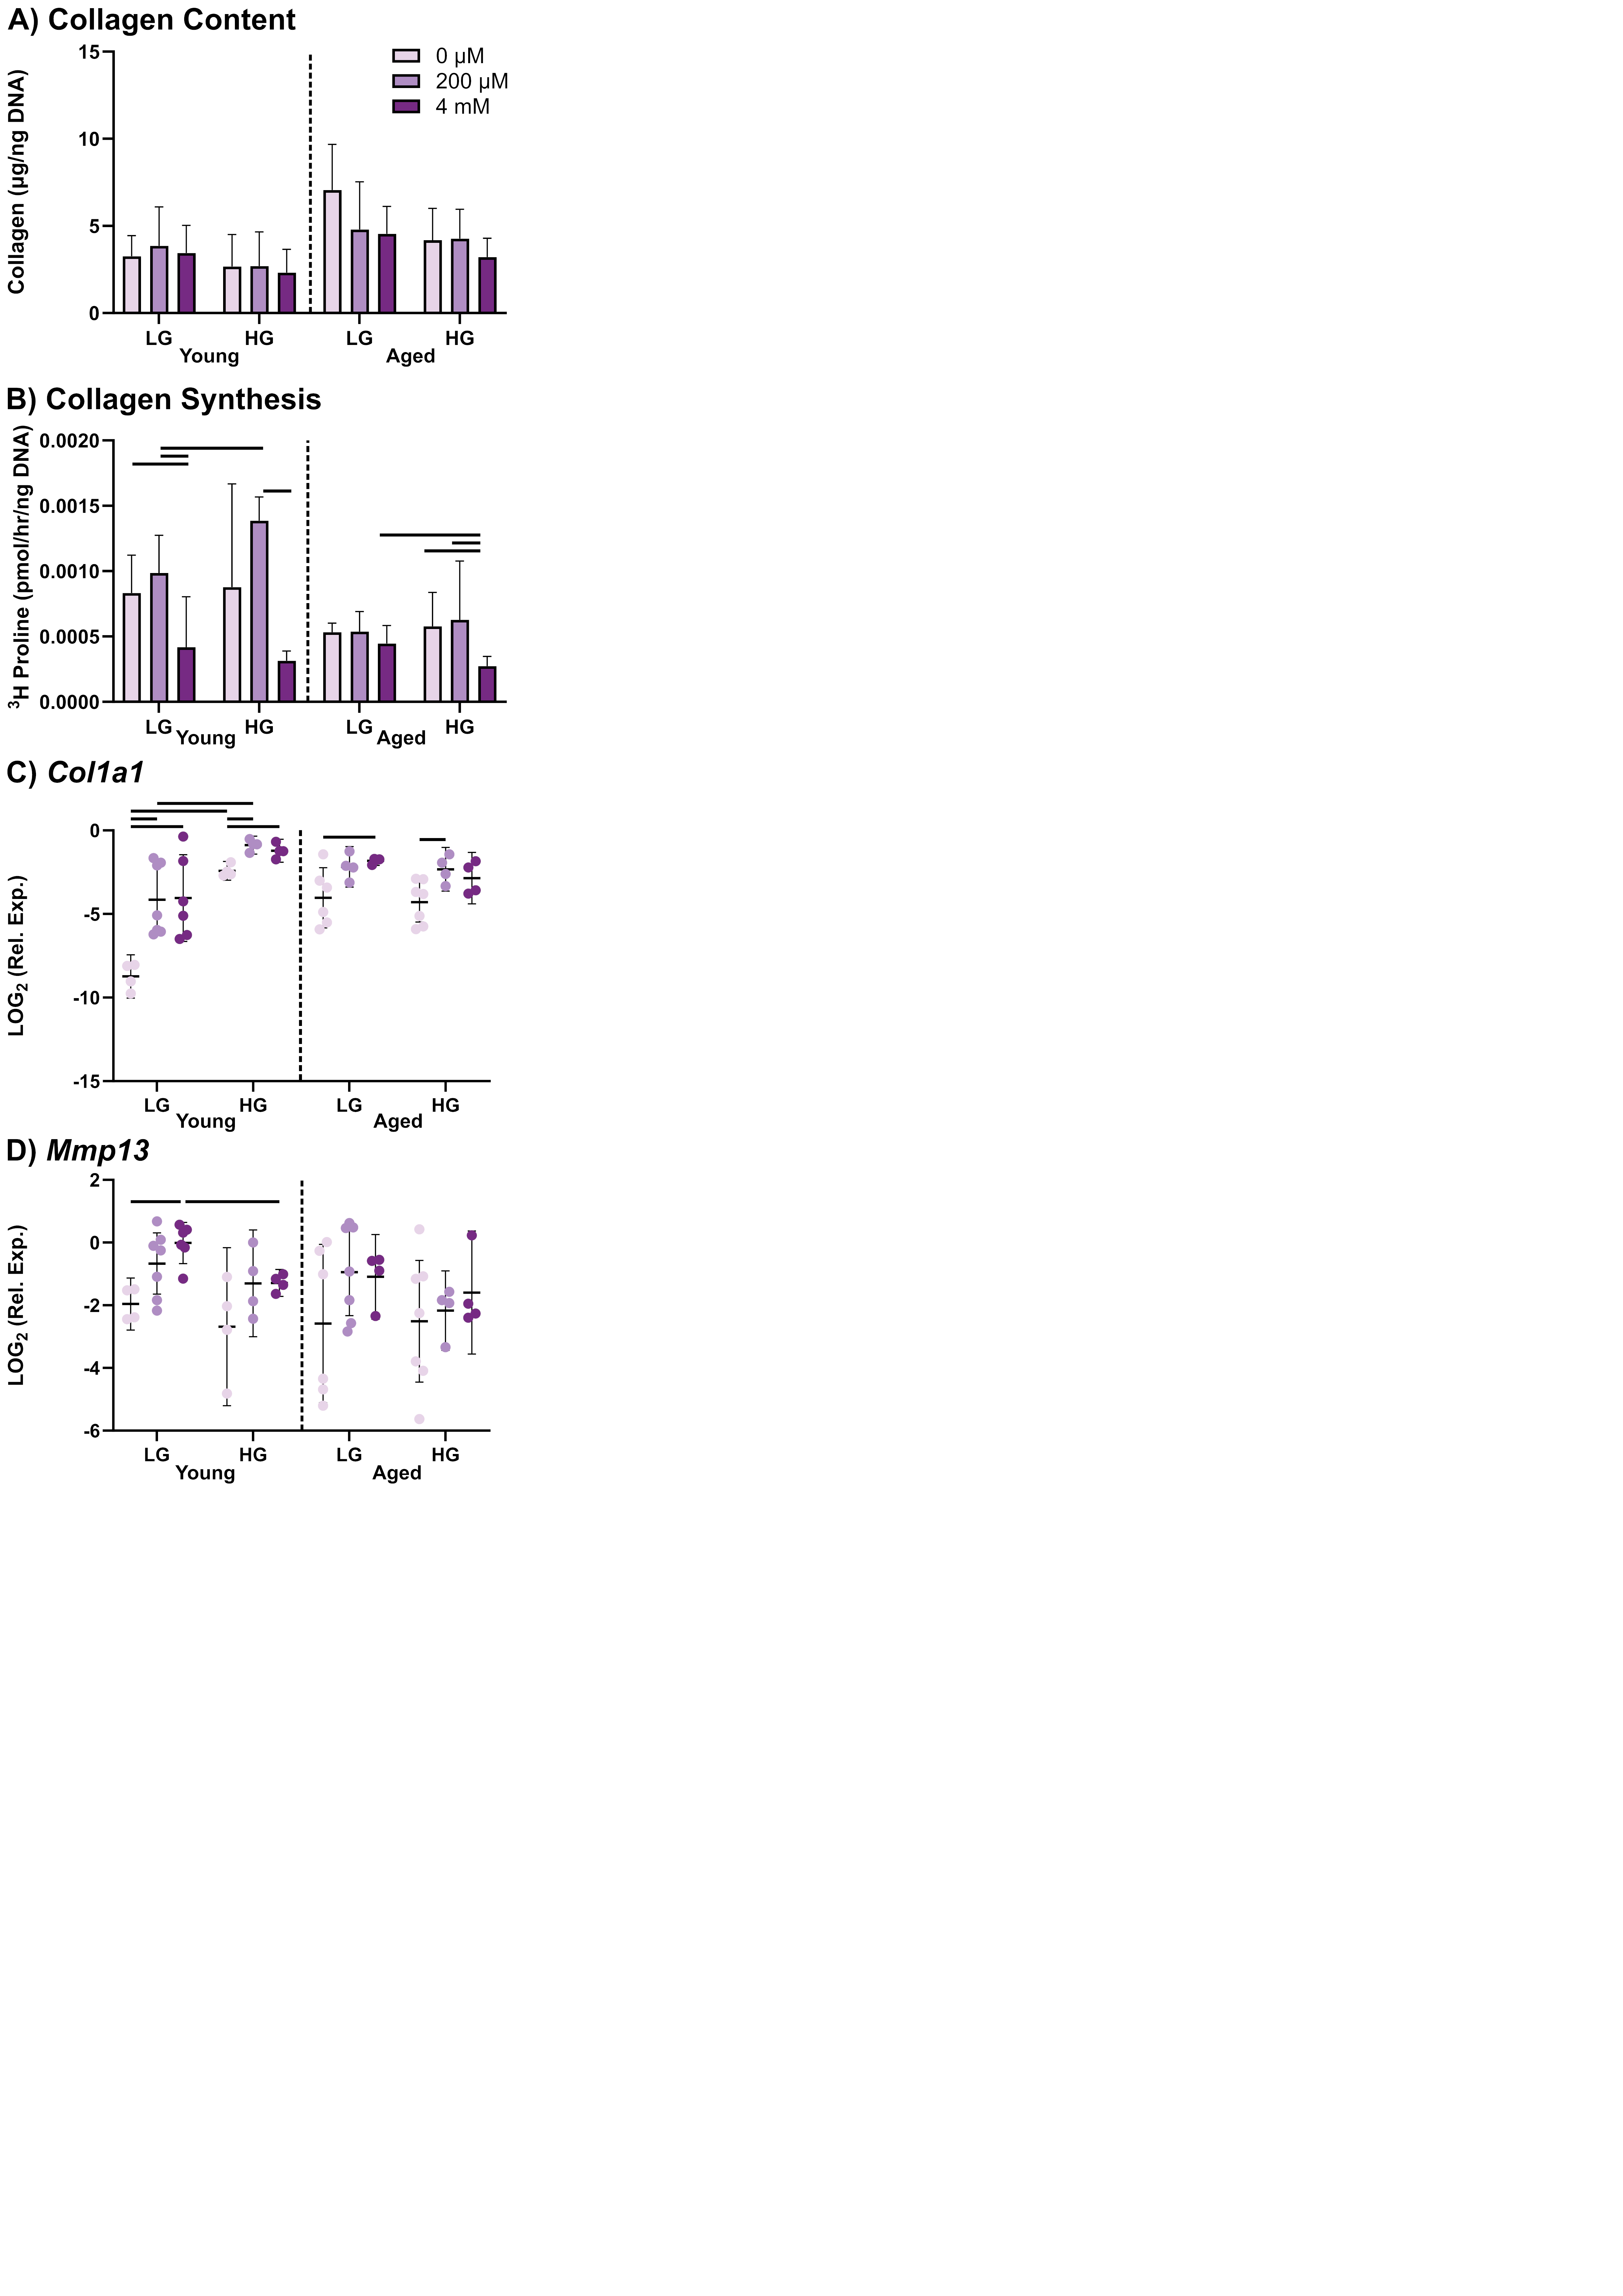 A) Collagen Content
Collagen (µg/ng DNA)
15
10
5
0
0 µM
200 µM
4 mM
LG HG LG HG
Young Aged
B) Collagen Synthesis
³H Proline (pmol/hr/ng DNA)
0.0020
0.0015
0.0010
0.0005
0.0000
LG HG LG HG
Young Aged
C) Col1a1
LOG₂ (Rel. Exp.)
0
-5
-10
-15
LG HG LG HG
Young Aged
D) Mmp13
LOG₂ (Rel. Exp.)
2
0
-2
-4
-6
LG HG LG HG
Young Aged